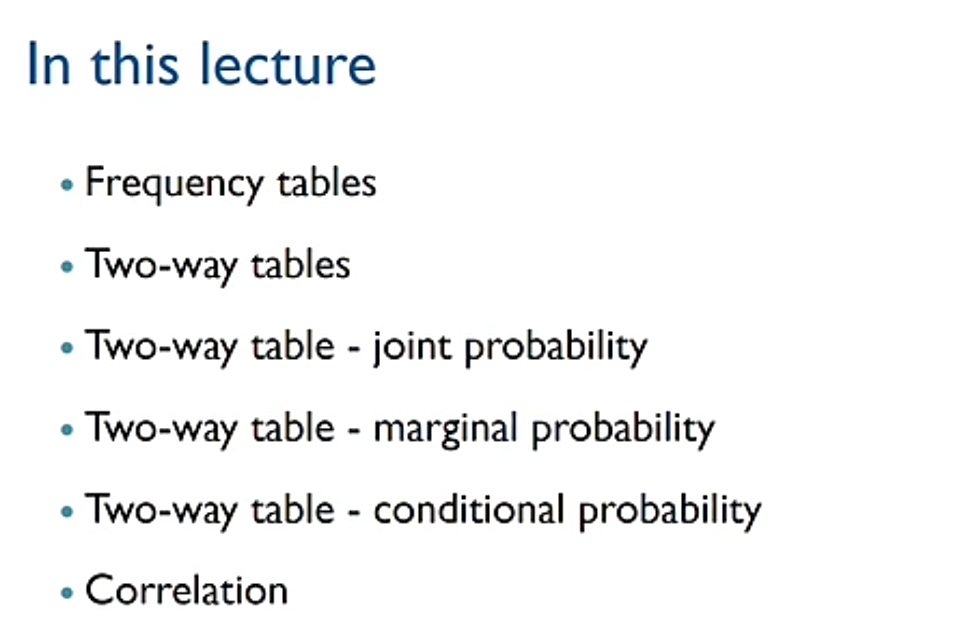 In this lecture
• Frequency tables
• Two-way tables
• Two-way table - joint probability
• Two-way table - marginal probability
• Two-way table - conditional probability
• Correlation